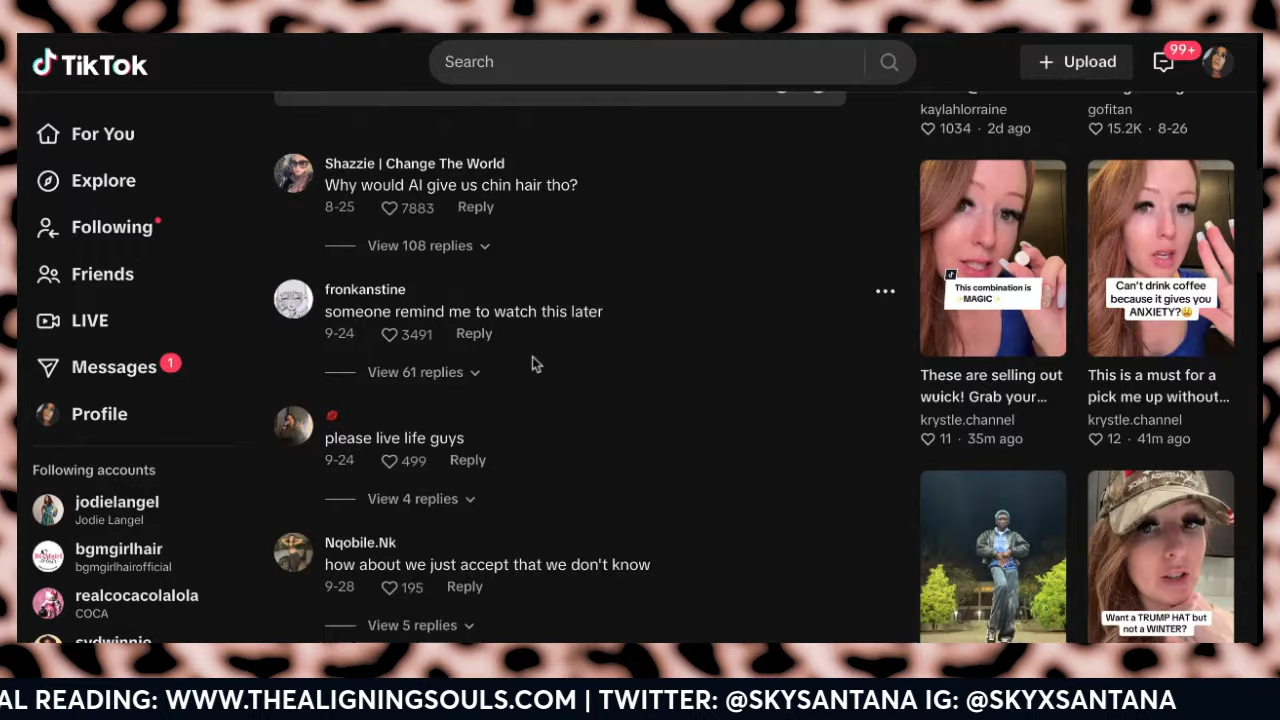 TikTok
Search
Upload
99+
For You
Explore
Following
Friends
LIVE
Messages
1
Profile
Following accounts
jodielangel
Jodie Langel
bgmgirlhair
bgmgirlhairofficial
realcocacolalola
COCA
Shazzie | Change The World
Why would AI give us chin hair tho?
8-25 7883 Reply
View 108 replies
fronkanstine
someone remind me to watch this later
9-24 3491 Reply
View 61 replies
please live life guys
9-24 499 Reply
View 4 replies
Nqobile.Nk
how about we just accept that we don't know
9-28 195 Reply
View 5 replies
kaylahlorraine
1034 · 2d ago
gofitan
15.2K · 8-26
This combination is
MAGIC
Can't drink coffee
because it gives you
ANXIETY?
These are selling out
wuick! Grab your...
krystle.channel
11 · 35m ago
This is a must for a
pick me up without...
krystle.channel
12 · 41m ago
Want a TRUMP HAT but
not a WINTER?
AL READING: WWW.THEALIGNINGSOULS.COM | TWITTER: @SKYSANTANA IG: @SKYXSANTANA